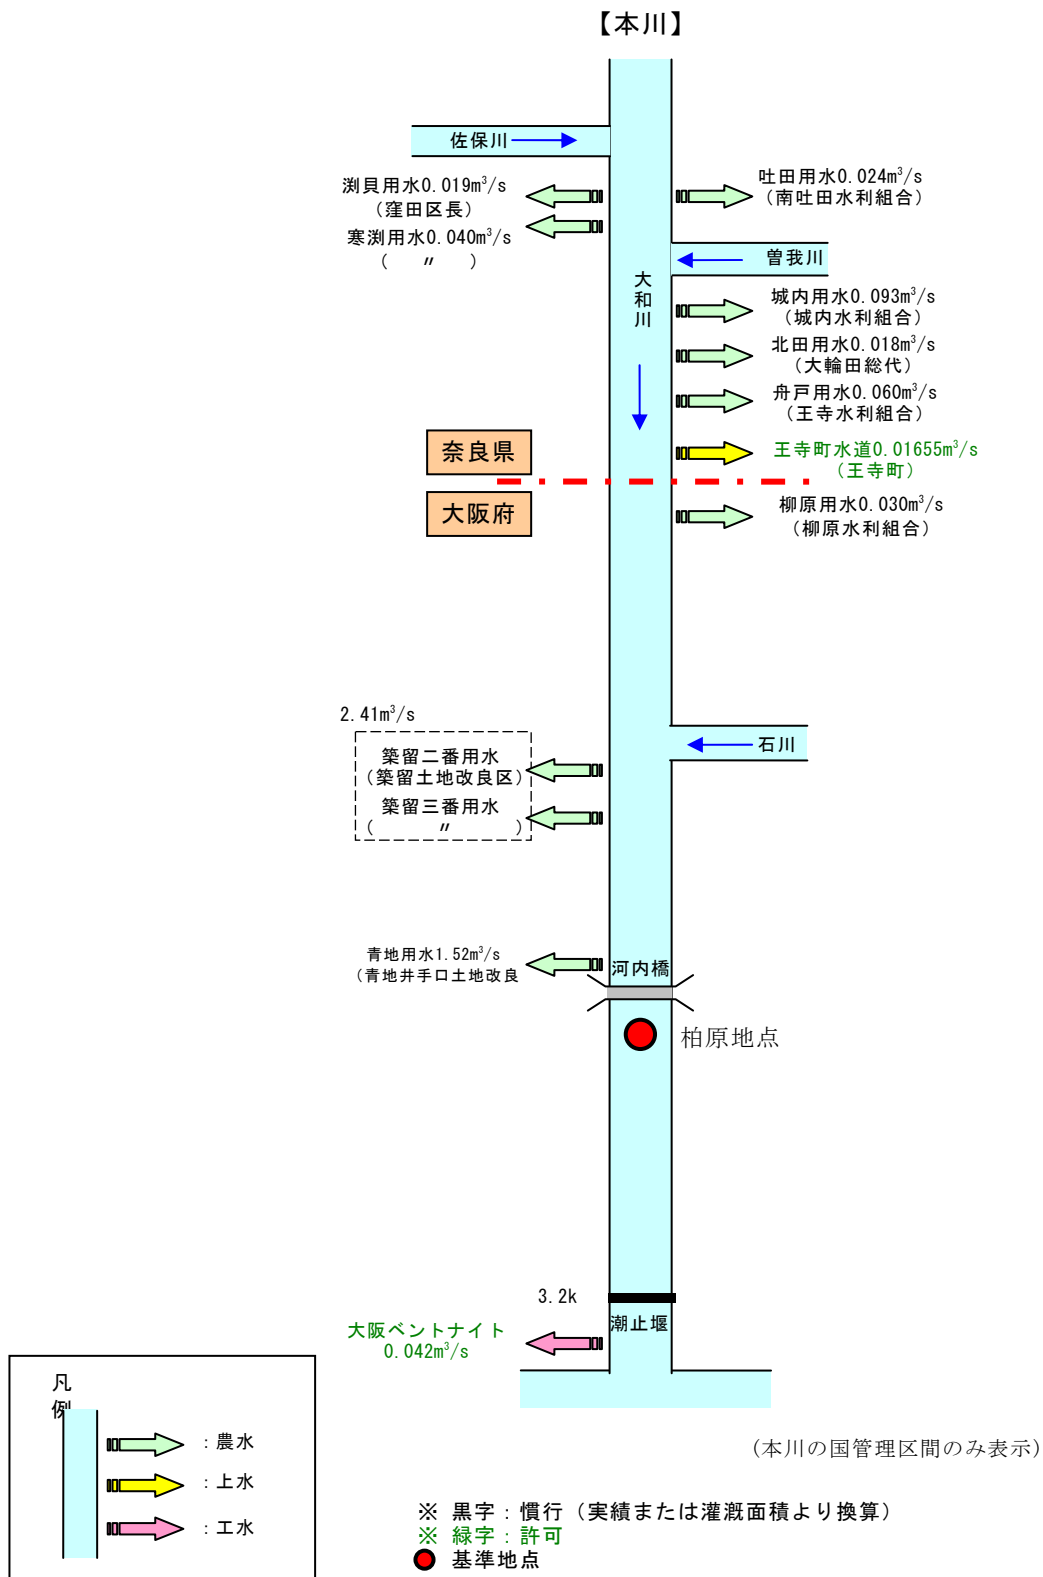 【本川】
佐保川
渕貝用水0.019m³/s
(窪田区長)
寒渕用水0.040m³/s
( 〃 )
吐田用水0.024m³/s
(南吐田水利組合)
曽我川
大和川
城内用水0.093m³/s
(城内水利組合)
北田用水0.018m³/s
(大輪田総代)
舟戸用水0.060m³/s
(王寺水利組合)
王寺町水道0.01655m³/s
(王寺町)
奈良県
大阪府
柳原用水0.030m³/s
(柳原水利組合)
2.41m³/s
築留二番用水
(築留土地改良区)
築留三番用水
( 〃 )
石川
青地用水1.52m³/s
(青地井手口土地改良
河内橋
柏原地点
3.2k
潮止堰
大阪ベントナイト
0.042m³/s
凡
例
:農水
:上水
:工水
(本川の国管理区間のみ表示)
※ 黒字:慣行(実績または灌漑面積より換算)
※ 緑字:許可
基準地点